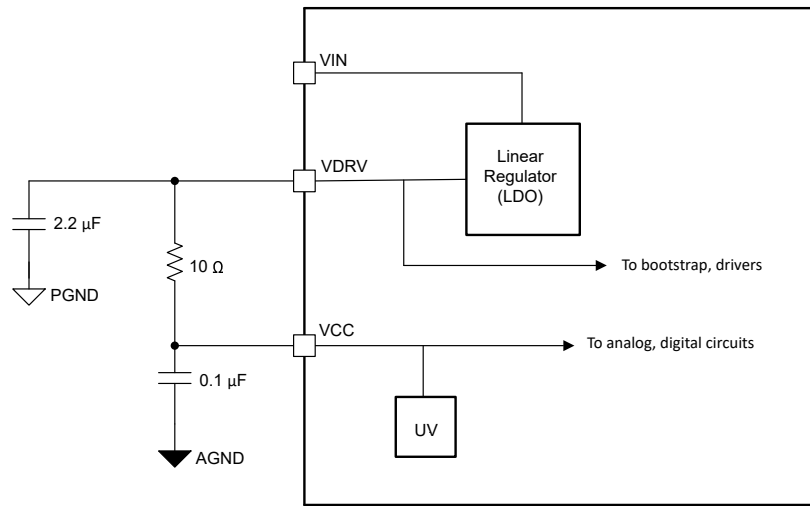 VIN
Linear
Regulator
(LDO)
VDRV
2.2 µF
10 Ω
To bootstrap, drivers
PGND
VCC
To analog, digital circuits
0.1 µF
UV
AGND